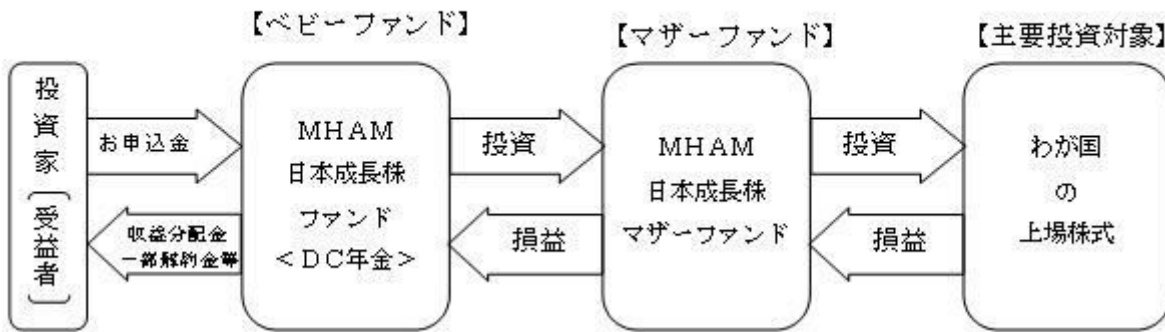 【ベビーファンド】
【マザーファンド】
【主要投資対象】
投資家〔受益者〕
お申込金
収益分配金
一部解約金等
ＭＨＡＭ
日本成長株
ファンド
＜ＤＣ年金＞
投資
損益
ＭＨＡＭ
日本成長株
マザーファンド
投資
損益
わが国
の
上場株式